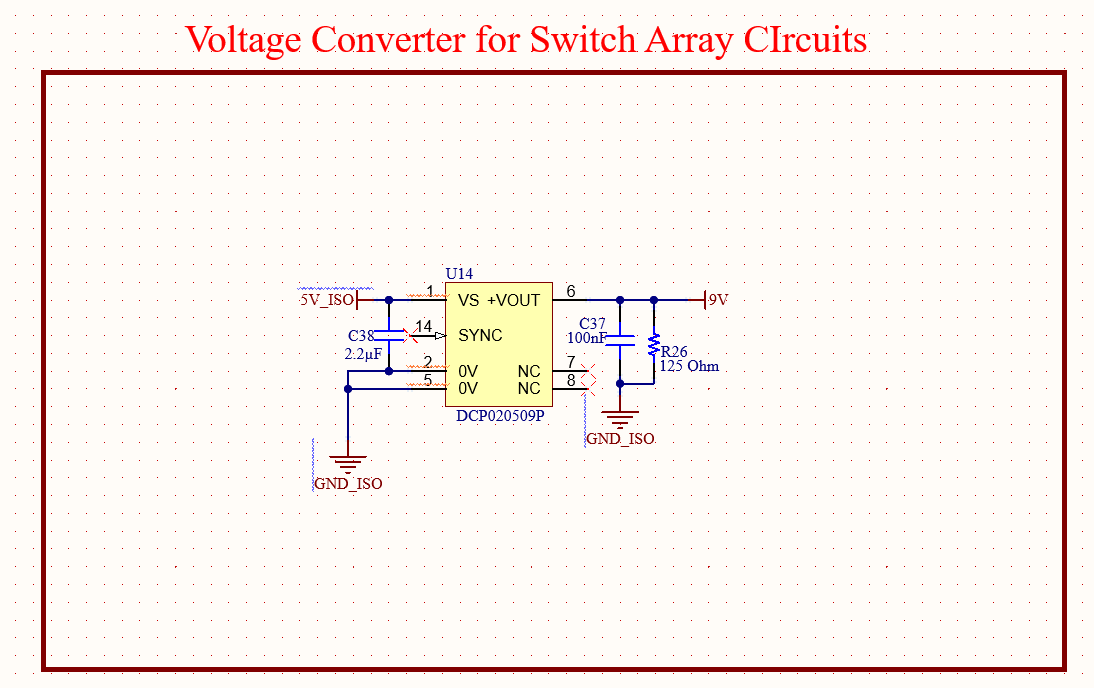 Voltage Converter for Switch Array CIrcuits
U14
5V_ISO
1
VS +VOUT
6
9V
C38
2.2µF
14
SYNC
C37
100nF
R26
125 Ohm
2
0V
NC
7
5
0V
NC
8
DCP020509P
GND_ISO
GND_ISO